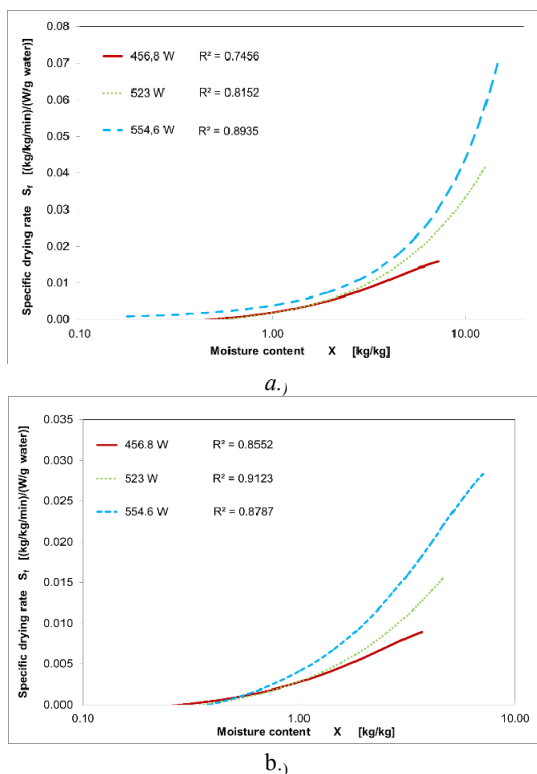 0.08
0.07
0.06
0.05
0.04
0.03
0.02
0.01
0.00
Specific drying rate Sf [(kg/kg/min)/(W/g water)]
456,8 W R² = 0.7456
523 W R² = 0.8152
554,6 W R² = 0.8935
0.10 1.00 10.00
Moisture content X [kg/kg]
a.)
0.035
0.030
0.025
0.020
0.015
0.010
0.005
0.000
Specific drying rate Sf [(kg/kg/min)/(W/g water)]
456.8 W R² = 0.8552
523 W R² = 0.9123
554.6 W R² = 0.8787
0.10 1.00 10.00
Moisture content X [kg/kg]
b.)